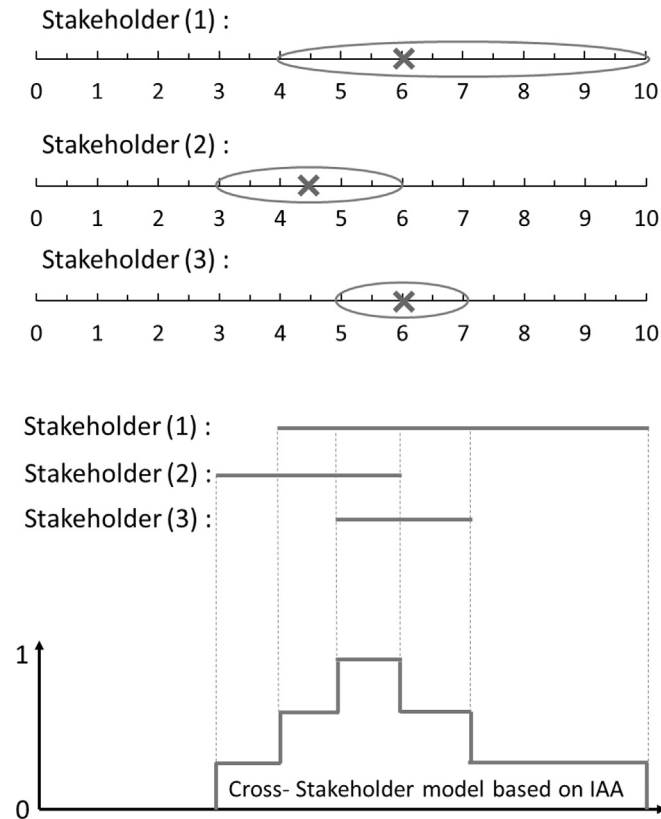 Stakeholder (1) :
0 1 2 3 4 5 6 7 8 9 10
Stakeholder (2) :
0 1 2 3 4 5 6 7 8 9 10
Stakeholder (3) :
0 1 2 3 4 5 6 7 8 9 10
Stakeholder (1) :
Stakeholder (2) :
Stakeholder (3) :
1
Cross- Stakeholder model based on IAA
0